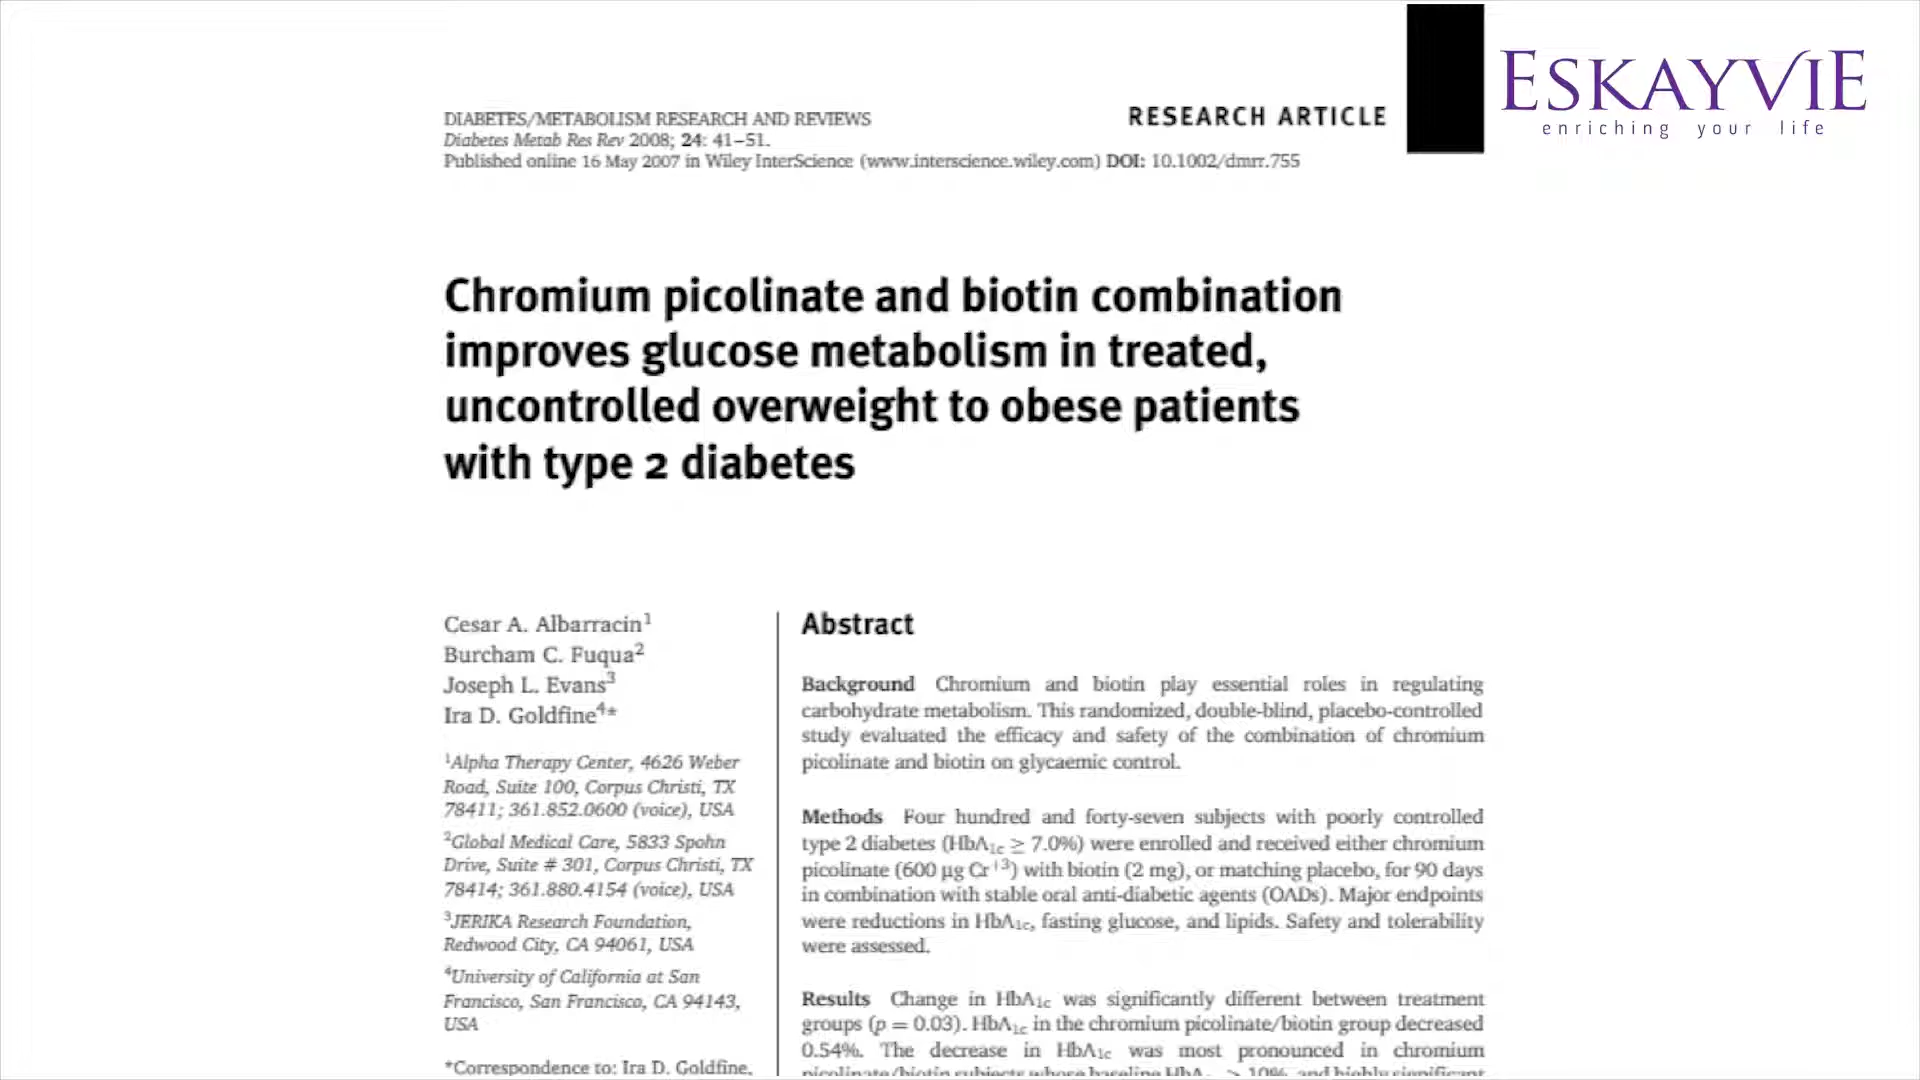 ESKAYVIE
enriching your life
DIABETES/METABOLISM RESEARCH AND REVIEWS
Diabetes Metab Res Rev 2008; 24: 41–51.
Published online 16 May 2007 in Wiley InterScience (www.interscience.wiley.com) DOI: 10.1002/dmrr.755
RESEARCH ARTICLE
Chromium picolinate and biotin combination
improves glucose metabolism in treated,
uncontrolled overweight to obese patients
with type 2 diabetes
Cesar A. Albarracin1
Burcham C. Fuqua2
Joseph L. Evans3
Ira D. Goldfine4*
1Alpha Therapy Center, 4626 Weber
Road, Suite 100, Corpus Christi, TX
78411; 361.852.0600 (voice), USA
2Global Medical Care, 5833 Spohn
Drive, Suite # 301, Corpus Christi, TX
78414; 361.880.4154 (voice), USA
3JERIKA Research Foundation,
Redwood City, CA 94061, USA
4University of California at San
Francisco, San Francisco, CA 94143,
USA
*Correspondence to: Ira D. Goldfine,
Abstract
Background Chromium and biotin play essential roles in regulating
carbohydrate metabolism. This randomized, double-blind, placebo-controlled
study evaluated the efficacy and safety of the combination of chromium
picolinate and biotin on glycaemic control.
Methods Four hundred and forty-seven subjects with poorly controlled
type 2 diabetes (HbA1c ≥ 7.0%) were enrolled and received either chromium
picolinate (600 µg Cr+3) with biotin (2 mg), or matching placebo, for 90 days
in combination with stable oral anti-diabetic agents (OADs). Major endpoints
were reductions in HbA1c, fasting glucose, and lipids. Safety and tolerability
were assessed.
Results Change in HbA1c was significantly different between treatment
groups (p = 0.03). HbA1c in the chromium picolinate/biotin group decreased
0.54%. The decrease in HbA1c was most pronounced in chromium
picolinate/biotin subjects whose baseline HbA1c ≥ 10%, and highly significant